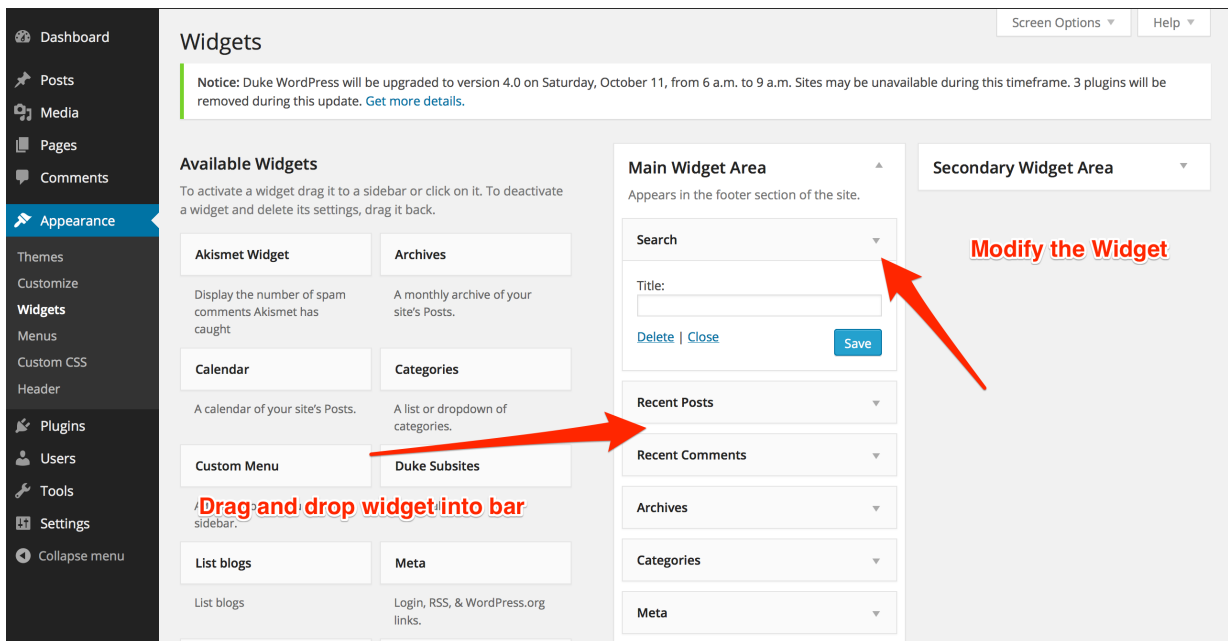 Dashboard
Posts
Media
Pages
Comments
Appearance
Themes
Customize
Widgets
Menus
Custom CSS
Header
Plugins
Users
Tools
Settings
Collapse menu
Screen Options
Help
Widgets
Notice: Duke WordPress will be upgraded to version 4.0 on Saturday, October 11, from 6 a.m. to 9 a.m. Sites may be unavailable during this timeframe. 3 plugins will be
removed during this update. Get more details.
Available Widgets
To activate a widget drag it to a sidebar or click on it. To deactivate
a widget and delete its settings, drag it back.
Akismet Widget
Display the number of spam
comments Akismet has
caught
Archives
A monthly archive of your
site's Posts.
Calendar
A calendar of your site's Posts.
Categories
A list or dropdown of
categories.
Custom Menu
sidebar.
Duke Subsites
Drag and drop widget into bar
List blogs
List blogs
Meta
Login, RSS, & WordPress.org
links.
Main Widget Area
Appears in the footer section of the site.
Search
Title:
Delete | Close
Save
Recent Posts
Recent Comments
Archives
Categories
Meta
Secondary Widget Area
Modify the Widget